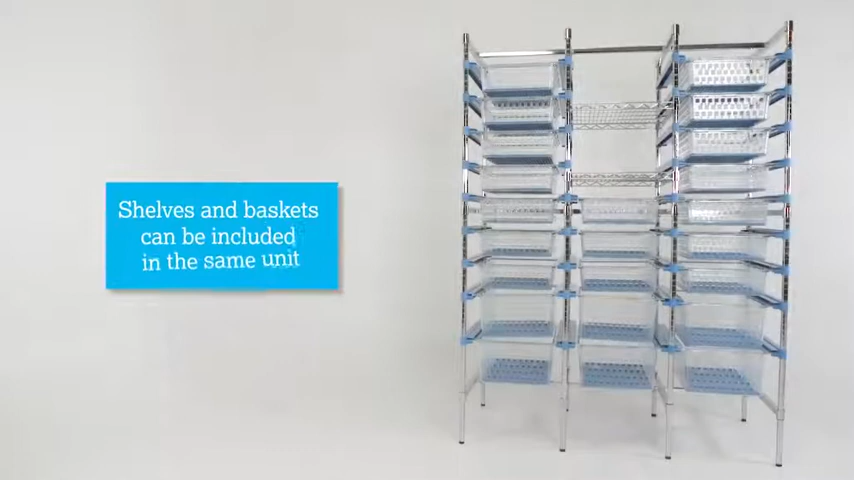 Shelves and baskets
can be included
in the same unit